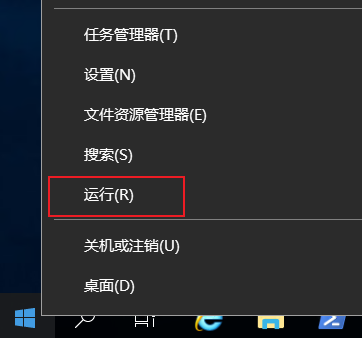 任务管理器(T)
设置(N)
文件资源管理器(E)
搜索(S)
运行(R)
关机或注销(U)
桌面(D)